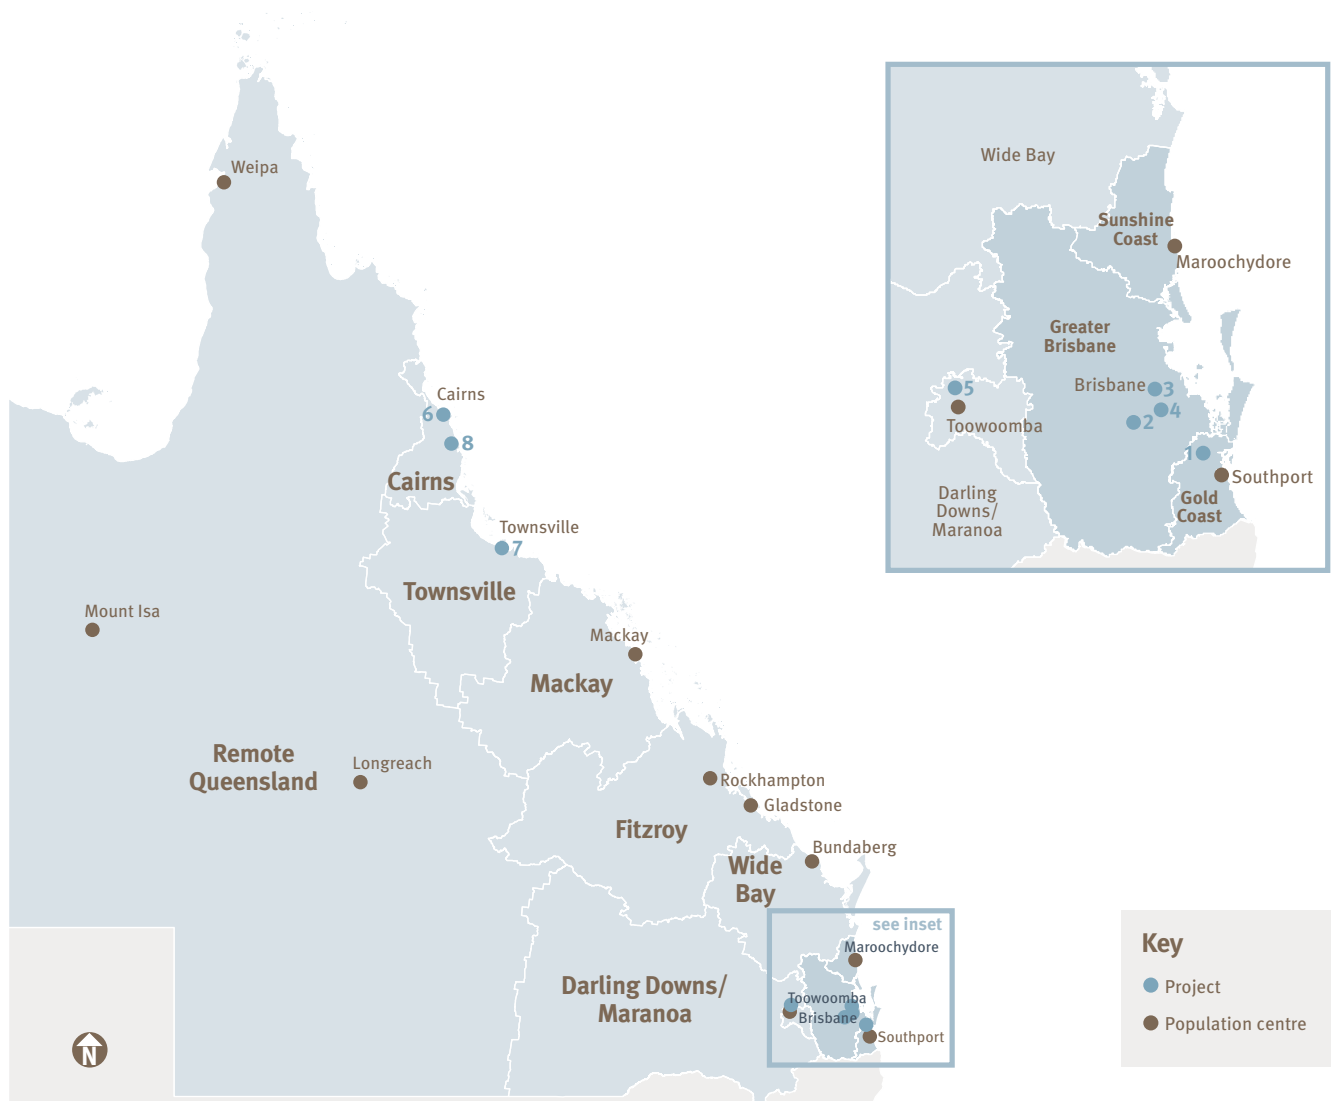 Weipa
Cairns
6
8
Cairns
Townsville
7
Townsville
Mount Isa
Mackay
Mackay
Remote
Queensland
Longreach
Rockhampton
Gladstone
Fitzroy
Bundaberg
Wide
Bay
see inset
Maroochydore
Darling Downs/
Maranoa
Toowoomba
Brisbane
Southport
N
Wide Bay
Sunshine
Coast
Maroochydore
Greater
Brisbane
Brisbane
3
5
4
2
Toowoomba
1
Southport
Darling
Downs/
Maranoa
Gold
Coast
Key
Project
Population centre